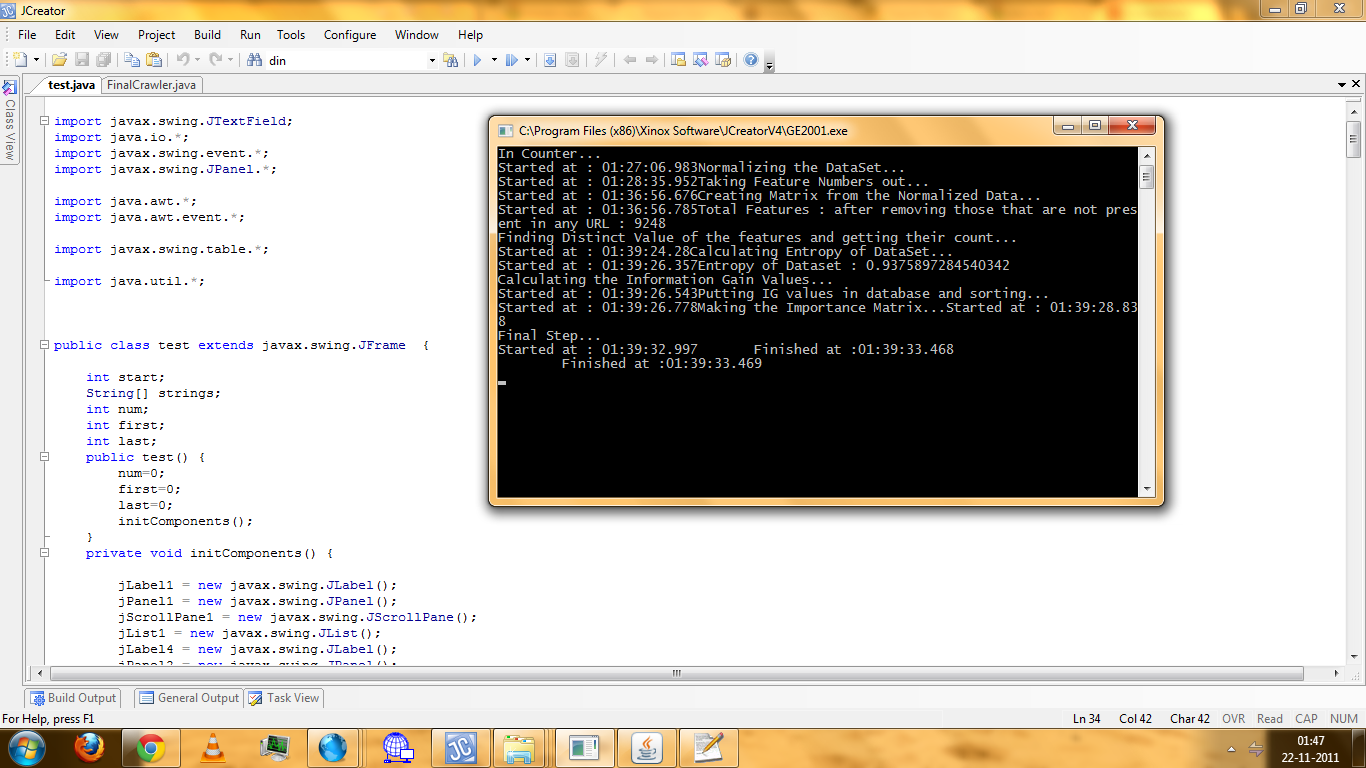 JCreator
File Edit View Project Build Run Tools Configure Window Help
din
test.java FinalCrawler.java
Class View
import javax.swing.JTextField;
import java.io.*;
import javax.swing.event.*;
import javax.swing.JPanel.*;
import java.awt.*;
import java.awt.event.*;
import javax.swing.table.*;
import java.util.*;
public class test extends javax.swing.JFrame {
int start;
String[] strings;
int num;
int first;
int last;
public test() {
num=0;
first=0;
last=0;
initComponents();
}
private void initComponents() {
jLabel1 = new javax.swing.JLabel();
jPanel1 = new javax.swing.JPanel();
jScrollPane1 = new javax.swing.JScrollPane();
jList1 = new javax.swing.JList();
jLabel4 = new javax.swing.JLabel();
jPanel2 = new javax.swing.JPanel();
C:\Program Files (x86)\Xinox Software\JCreatorV4\GE2001.exe
In Counter...
Started at : 01:27:06.983Normalizing the DataSet...
Started at : 01:28:35.952Taking Feature Numbers out...
Started at : 01:36:56.676Creating Matrix from the Normalized Data...
Started at : 01:36:56.785Total Features : after removing those that are not pres
ent in any URL : 9248
Finding Distinct Value of the features and getting their count...
Started at : 01:39:24.28Calculating Entropy of DataSet...
Started at : 01:39:26.357Entropy of Dataset : 0.9375897284540342
Calculating the Information Gain Values...
Started at : 01:39:26.543Putting IG values in database and sorting...
Started at : 01:39:26.778Making the Importance Matrix...Started at : 01:39:28.83
8
Final Step...
Started at : 01:39:32.997 Finished at :01:39:33.468
Finished at :01:39:33.469
Build Output General Output Task View
For Help, press F1 Ln 34 Col 42 Char 42 OVR Read CAP NUM
JC
01:47
22-11-2011